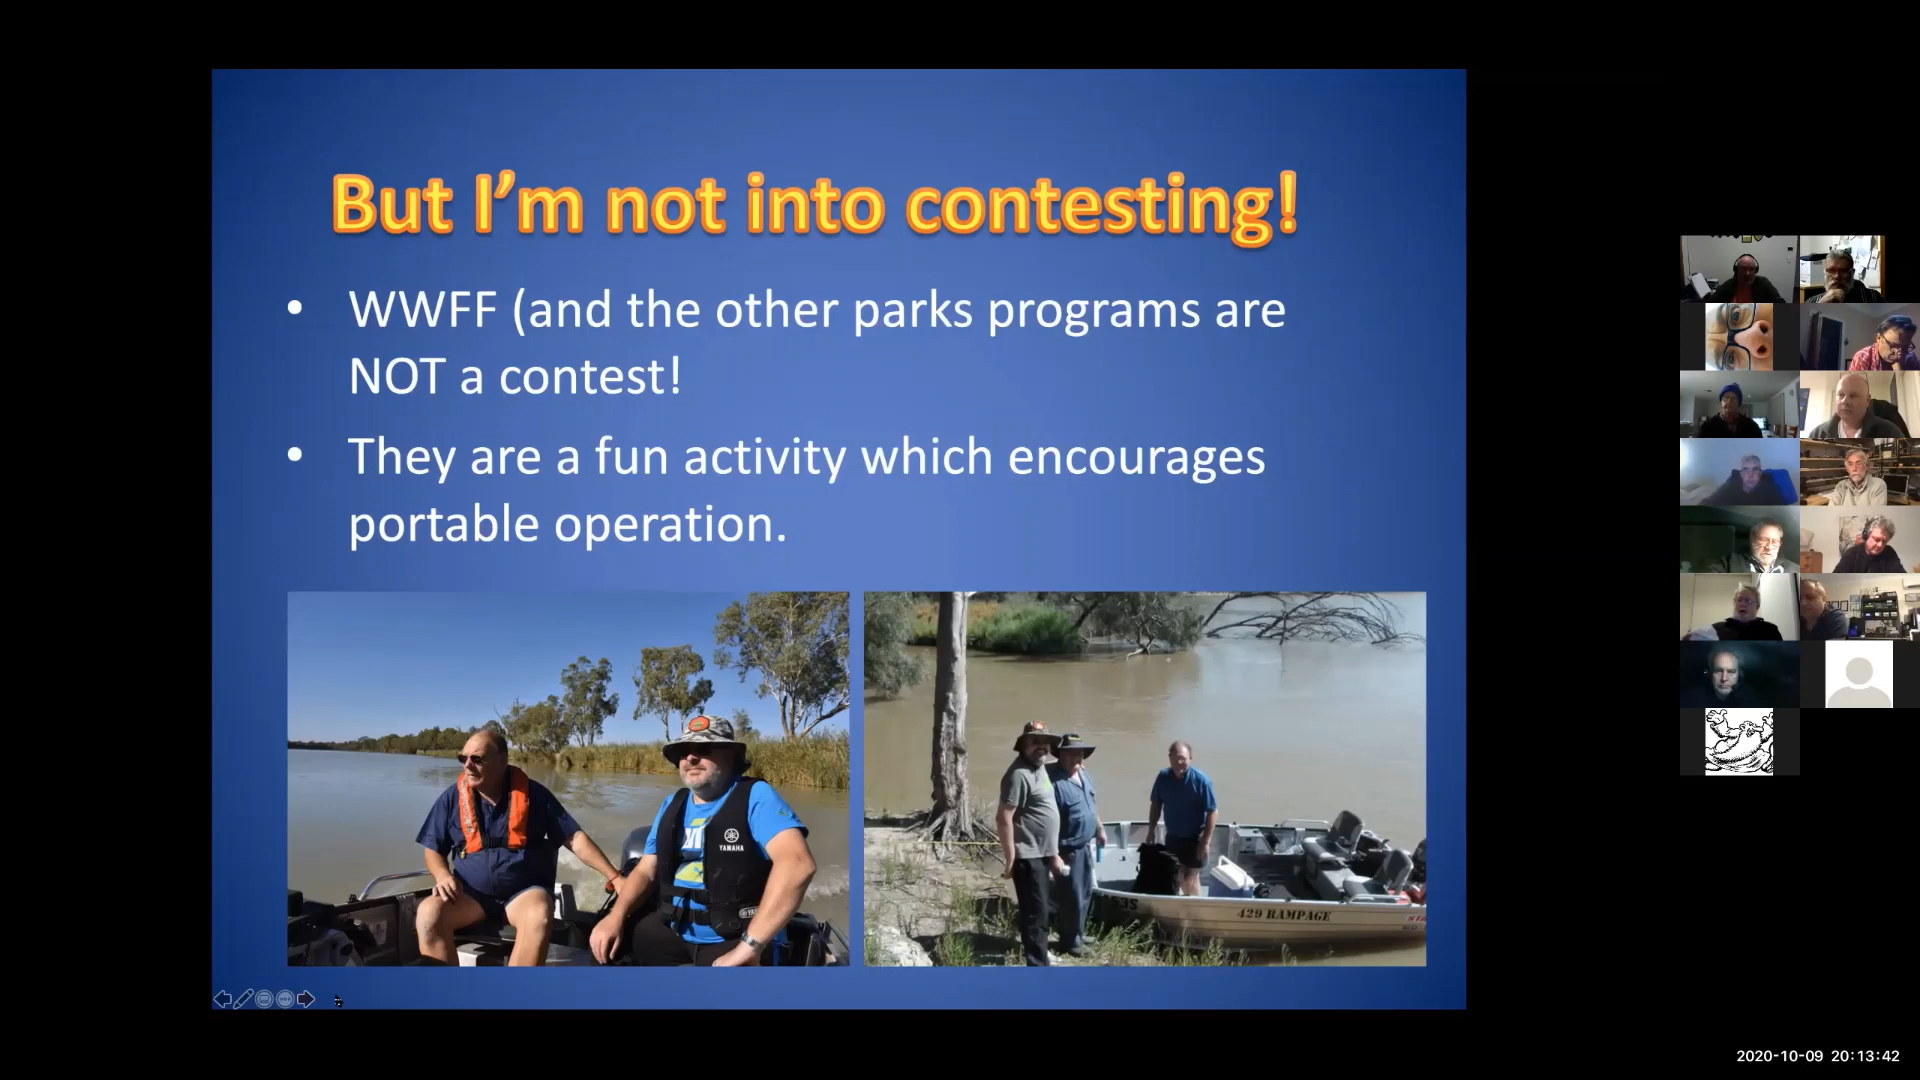 But I'm not into contesting!
• WWFF (and the other parks programs are
NOT a contest!
• They are a fun activity which encourages
portable operation.
YAMAHA
429 RAMPAGE
2020-10-09 20:13:42